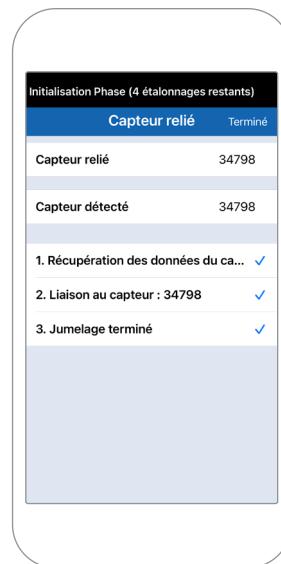 Initialisation Phase (4 étalonnages restants)
Capteur relié Terminé
Capteur relié 34798
Capteur détecté 34798
1. Récupération des données du ca...
2. Liaison au capteur : 34798
3. Jumelage terminé